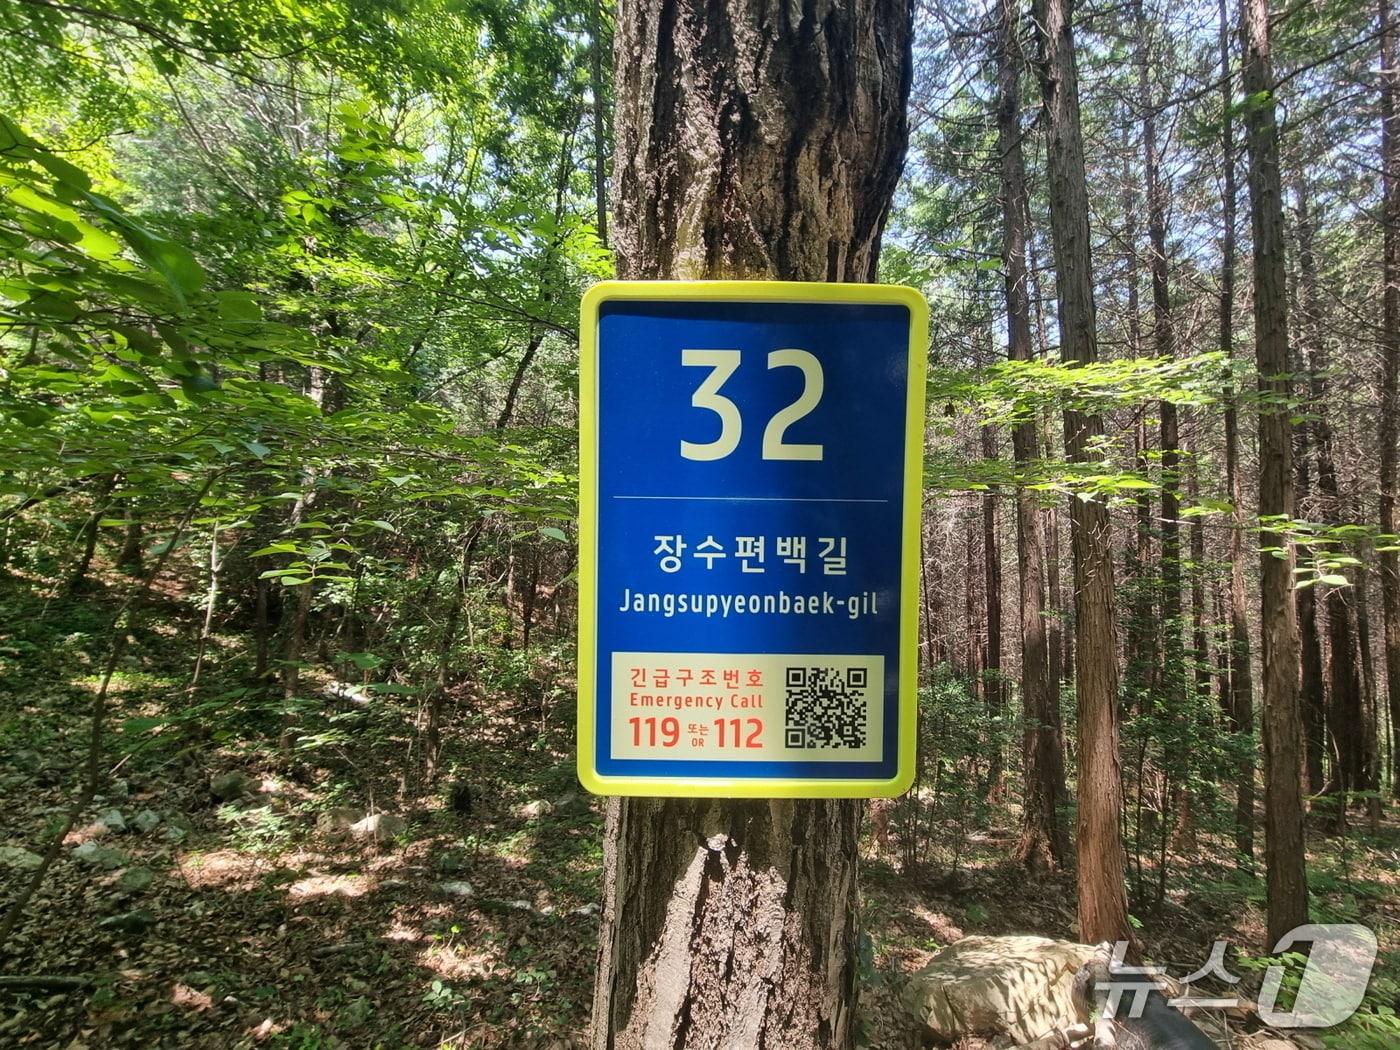 32
장수편백길
Jangsupyeonbaek-gil
긴급구조번호
Emergency Call
119 또는 OR 112
뉴스1